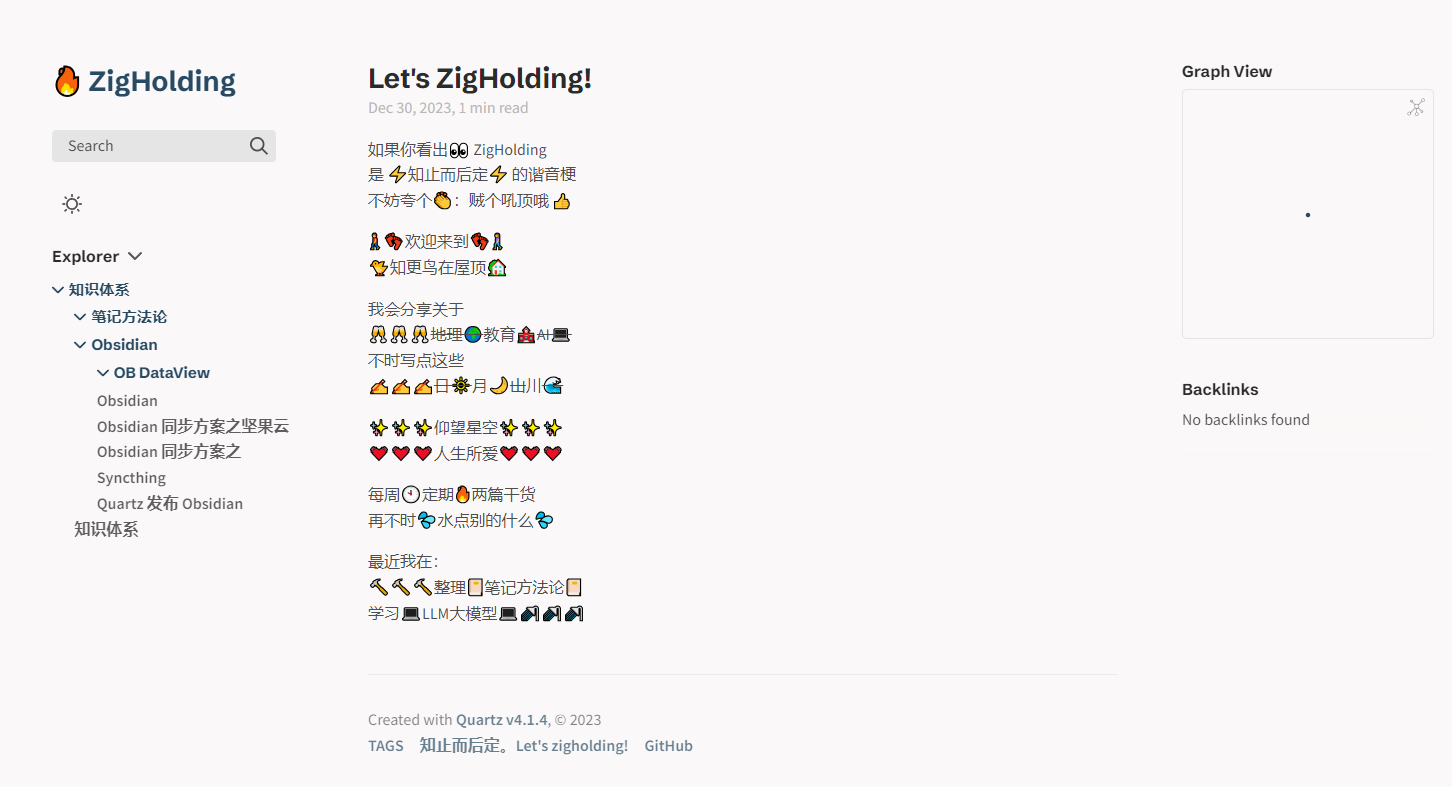 🔥 ZigHolding
Search
Explorer
知识体系
笔记方法论
Obsidian
OB DataView
Obsidian
Obsidian 同步方案之坚果云
Obsidian 同步方案之
Syncthing
Quartz 发布 Obsidian
知识体系
Let's ZigHolding!
Dec 30, 2023, 1 min read
如果你看出👀 ZigHolding
是 ⚡知止而后定⚡ 的谐音梗
不妨夸个👏：贼个吼顶哦 👍
🚶👣欢迎来到👣🚶
🐤知更鸟在屋顶🏡
我会分享关于
🥂🥂🥂地理🌍教育🏫AI💻
不时写点这些
✍✍✍日🔅月🌙山川🌊
✨✨✨仰望星空✨✨✨
❤❤❤人生所爱❤❤❤
每周🕙定期🔥两篇干货
再不时💦水点别的什么💦
最近我在：
🔨🔨🔨整理📔笔记方法论📔
学习💻LLM大模型💻
Created with Quartz v4.1.4, © 2023
TAGS 知止而后定。Let's zigholding! GitHub
Graph View
Backlinks
No backlinks found